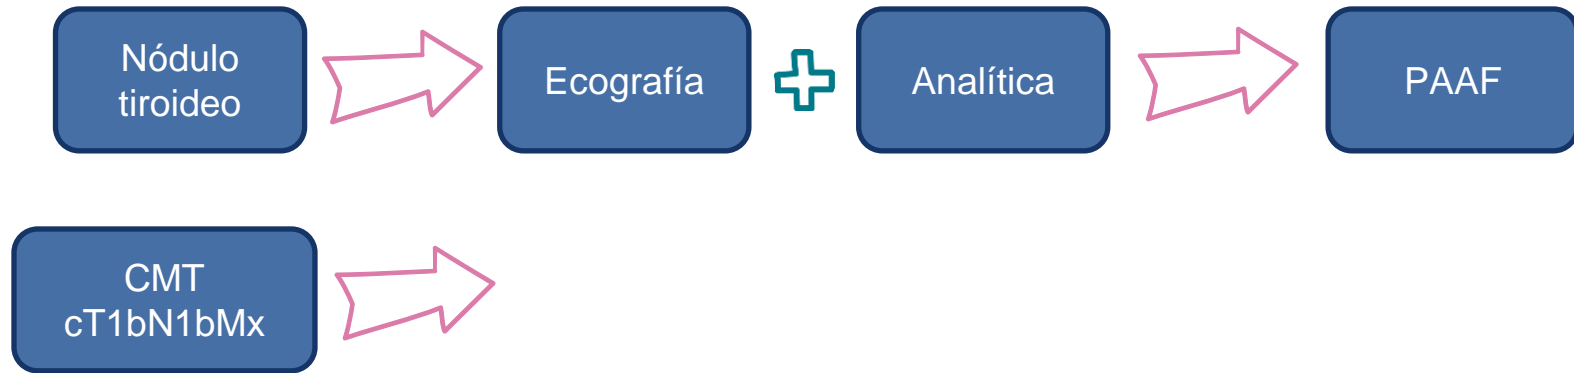 Nódulo
tiroideo
Ecografía
Analítica
PAAF
CMT
cT1bN1bMx